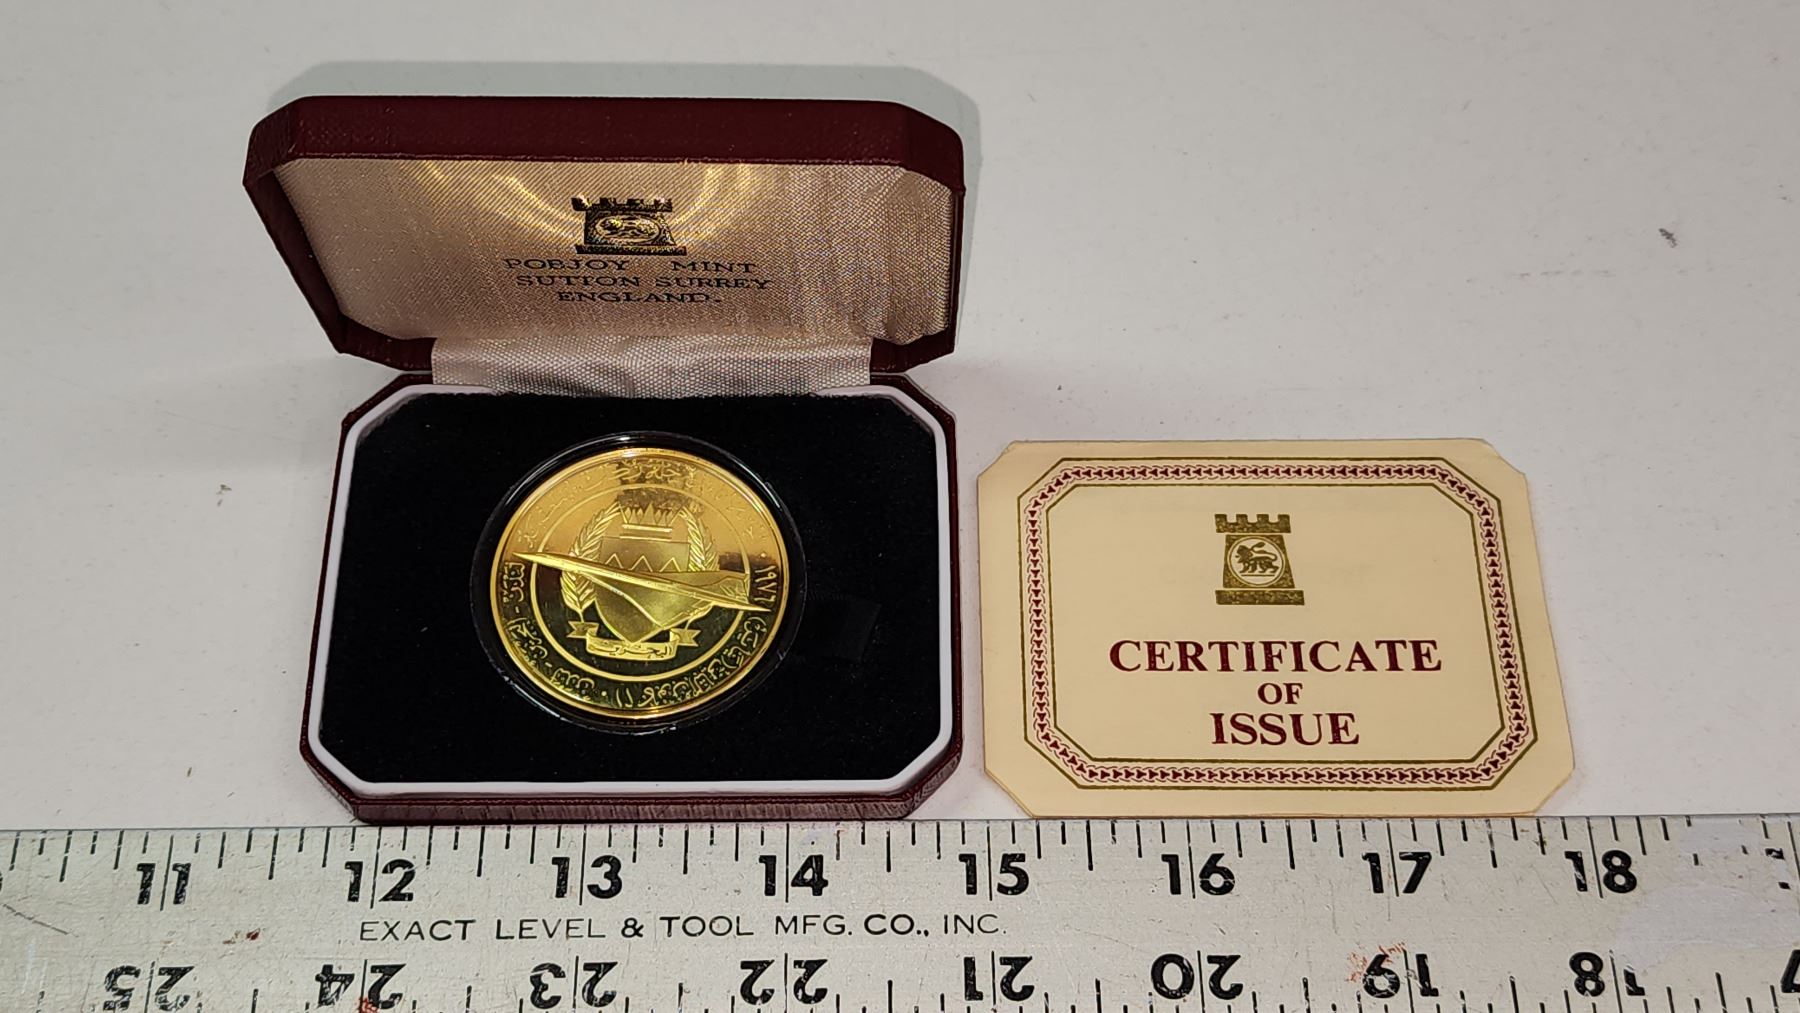 POBJOY MINT
SUTTON SURREY
ENGLAND.
١٩٧٦
CERTIFICATE
OF
ISSUE
11 12 13 14 15 16 17 18
EXACT LEVEL & TOOL MFG. CO., INC.
25 24 23 22 21 20 19 18